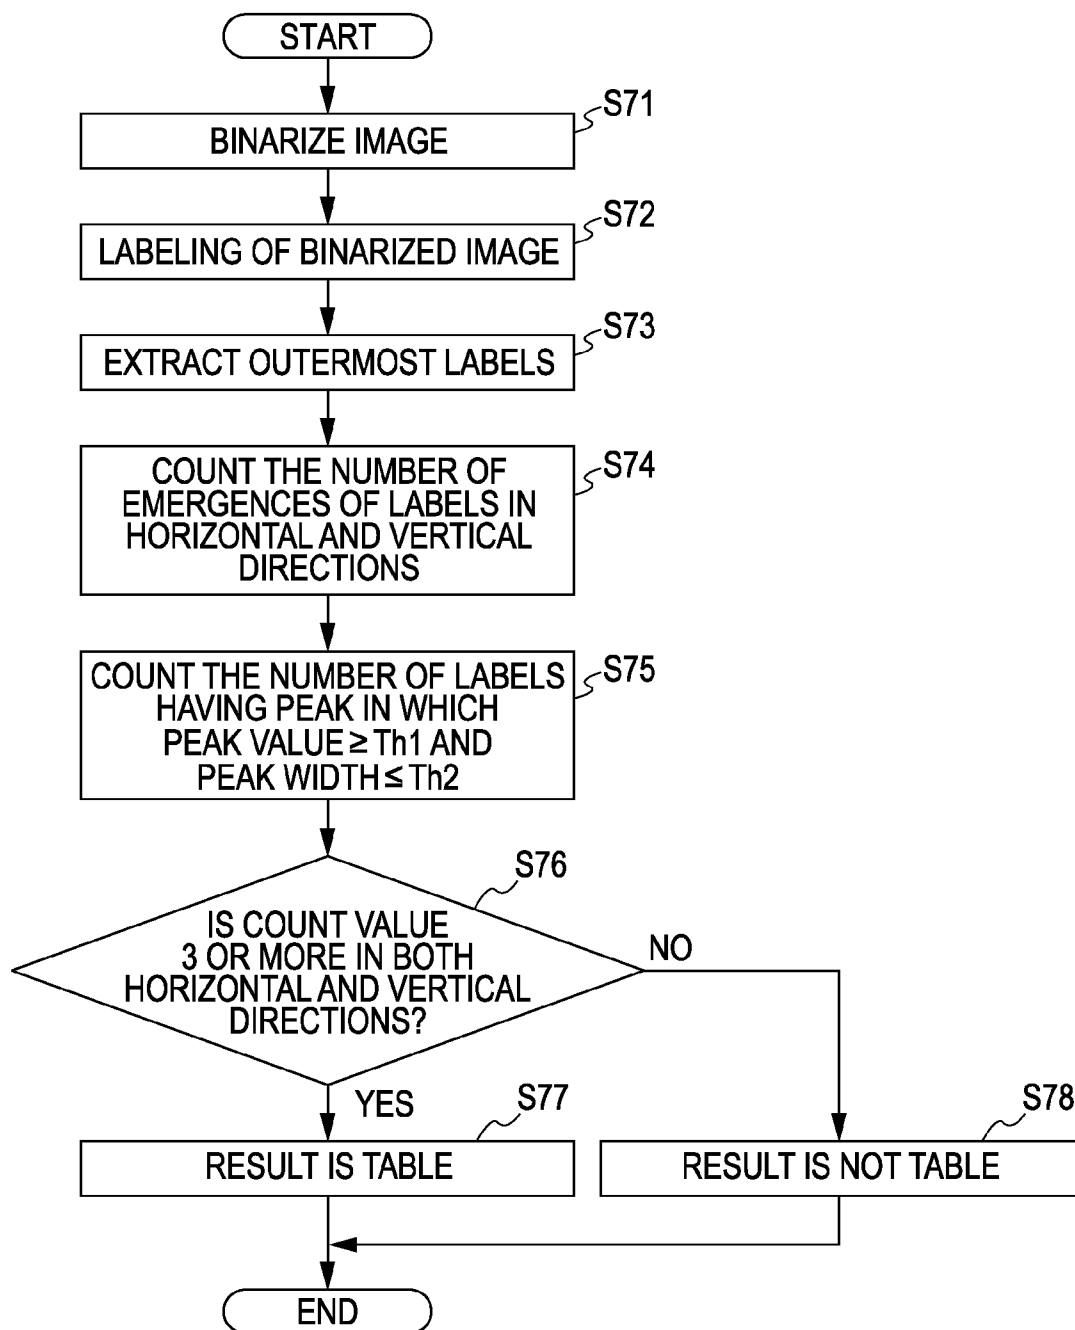 START
S71
BINARIZE IMAGE
S72
LABELING OF BINARIZED IMAGE
S73
EXTRACT OUTERMOST LABELS
S74
COUNT THE NUMBER OF
EMERGENCES OF LABELS IN
HORIZONTAL AND VERTICAL
DIRECTIONS
S75
COUNT THE NUMBER OF LABELS
HAVING PEAK IN WHICH
PEAK VALUE ≥ Th1 AND
PEAK WIDTH ≤ Th2
S76
IS COUNT VALUE
3 OR MORE IN BOTH
HORIZONTAL AND VERTICAL
DIRECTIONS?
NO
YES
S77
RESULT IS TABLE
S78
RESULT IS NOT TABLE
END